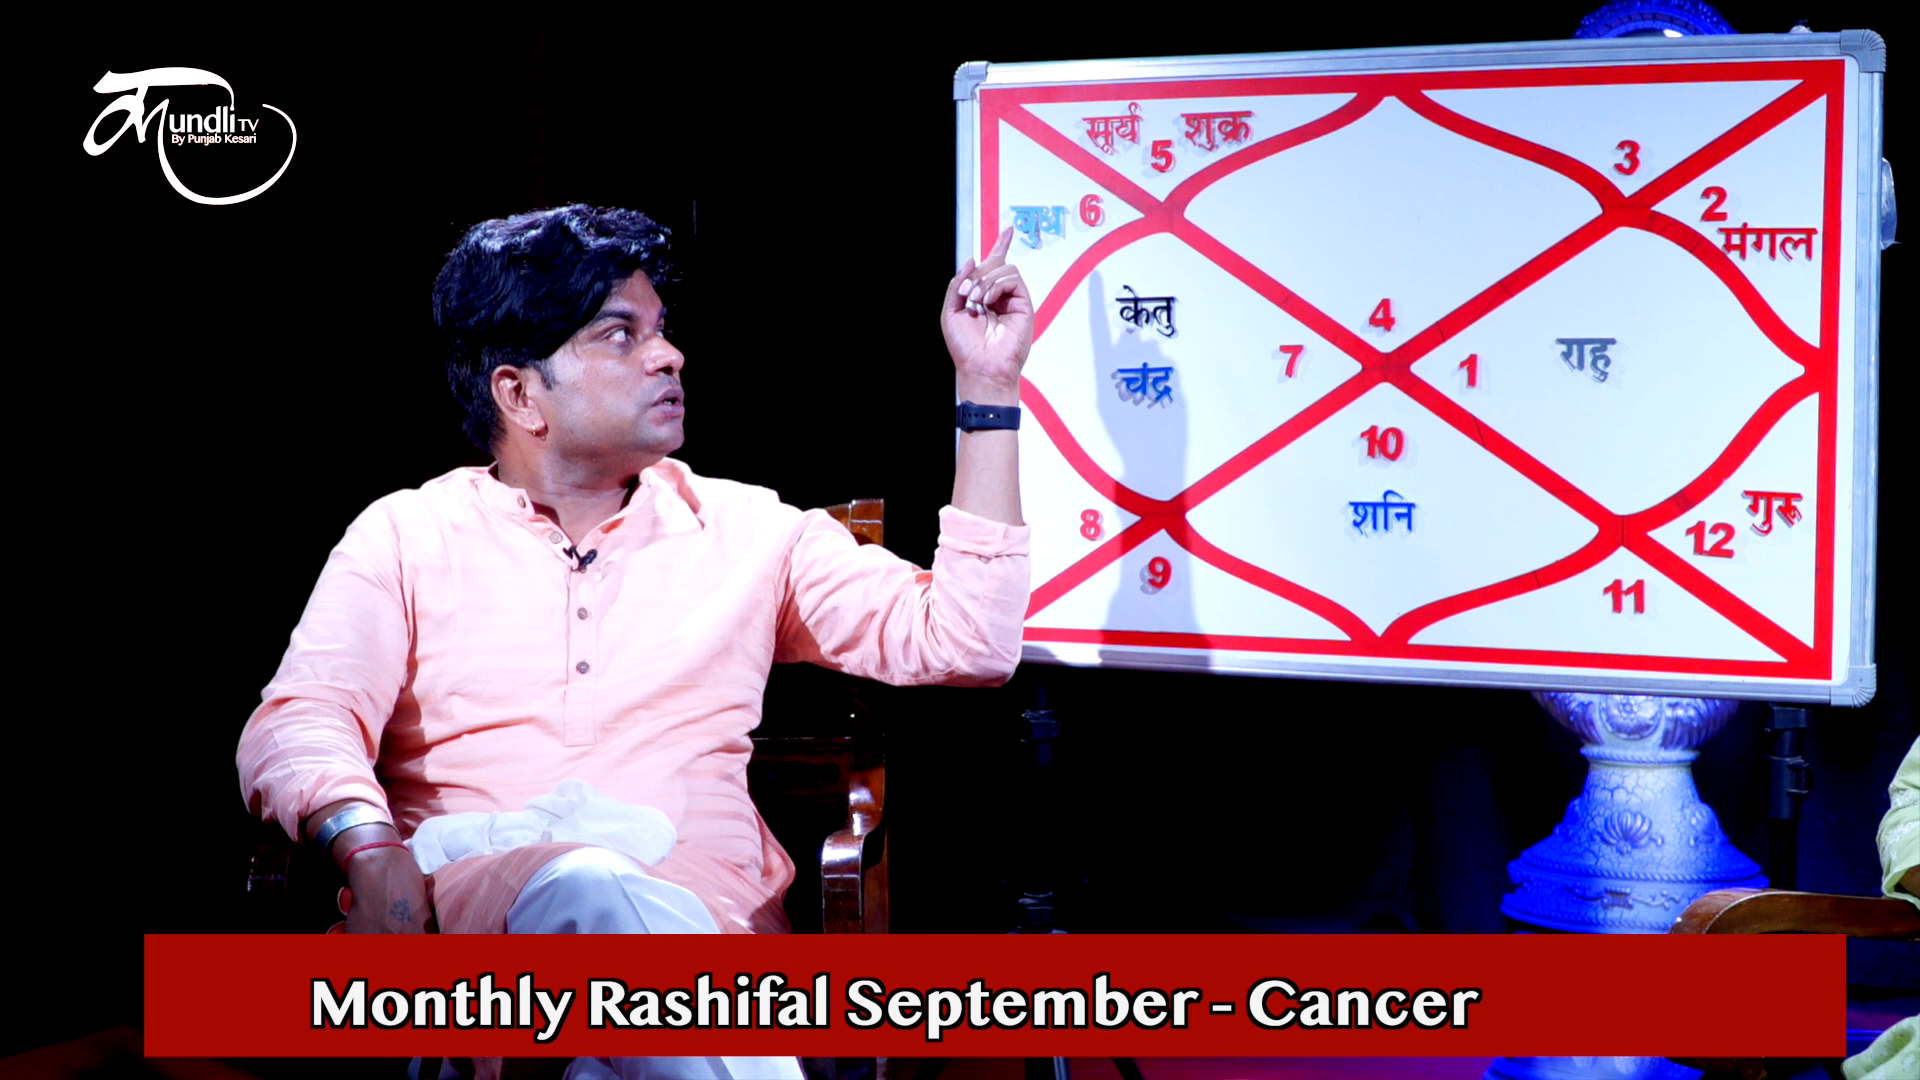 Kundli TV
By Punjab Kesari
सूर्य 5 शुक्र
3
बुध 6
2
मंगल
केतु
4
7
1
राहु
चंद्र
10
8
शनि
12 गुरू
9
11
Monthly Rashifal September - Cancer